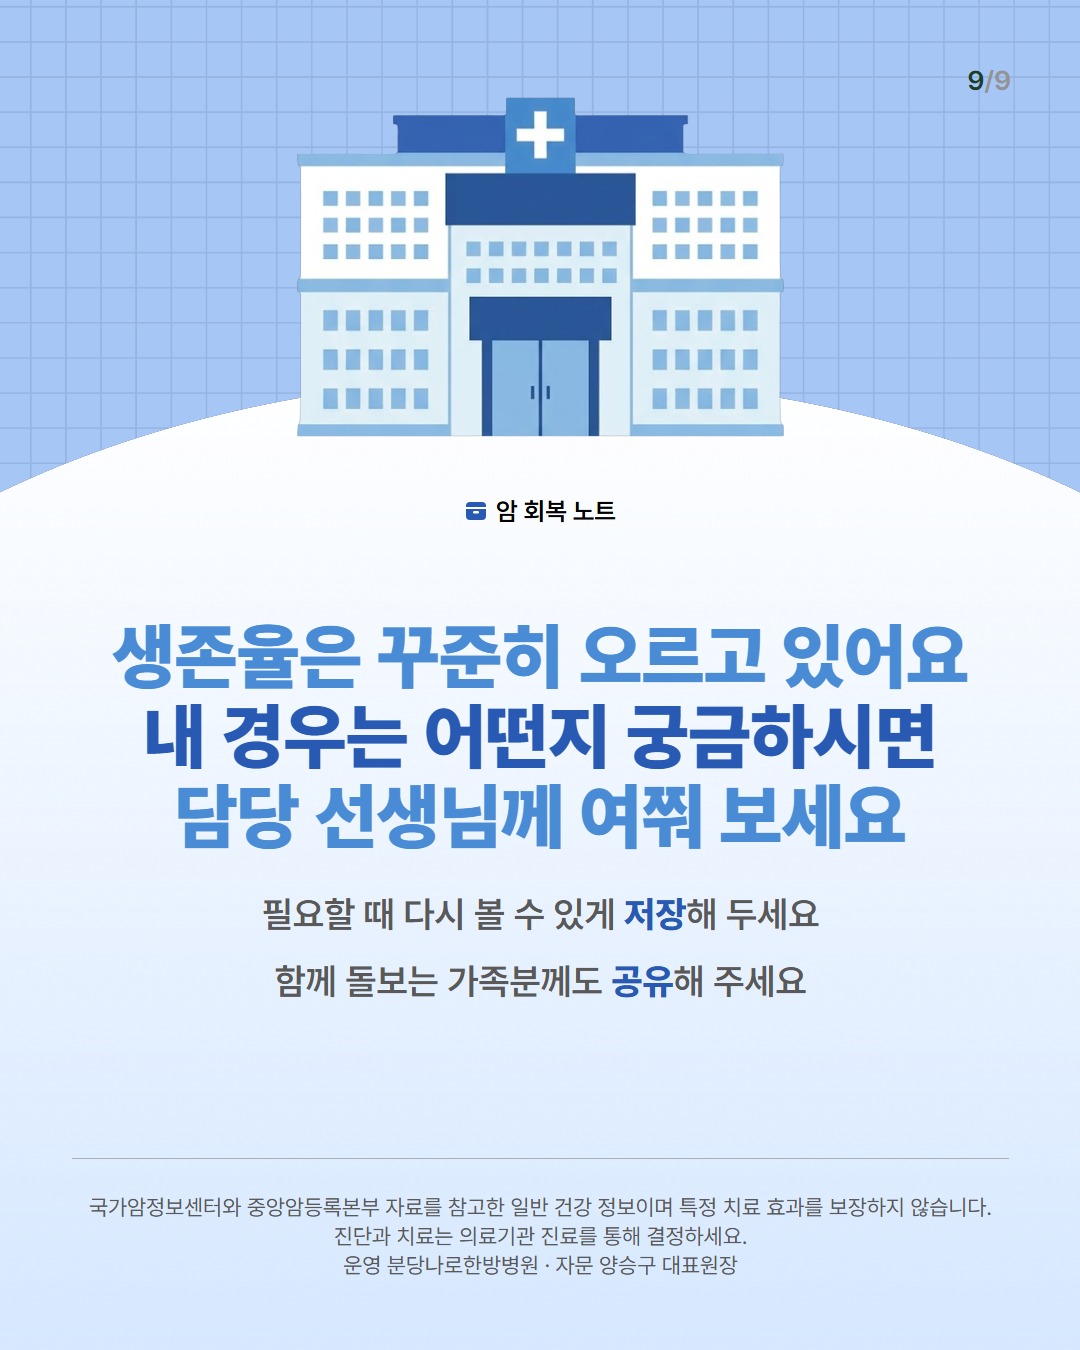 9/9
암 회복 노트
생존율은 꾸준히 오르고 있어요
내 경우는 어떤지 궁금하시면
담당 선생님께 여쭤 보세요
필요할 때 다시 볼 수 있게 저장해 두세요
함께 돌보는 가족분께도 공유해 주세요
국가암정보센터와 중앙암등록본부 자료를 참고한 일반 건강 정보이며 특정 치료 효과를 보장하지 않습니다.
진단과 치료는 의료기관 진료를 통해 결정하세요.
운영 분당나로한방병원 · 자문 양승구 대표원장